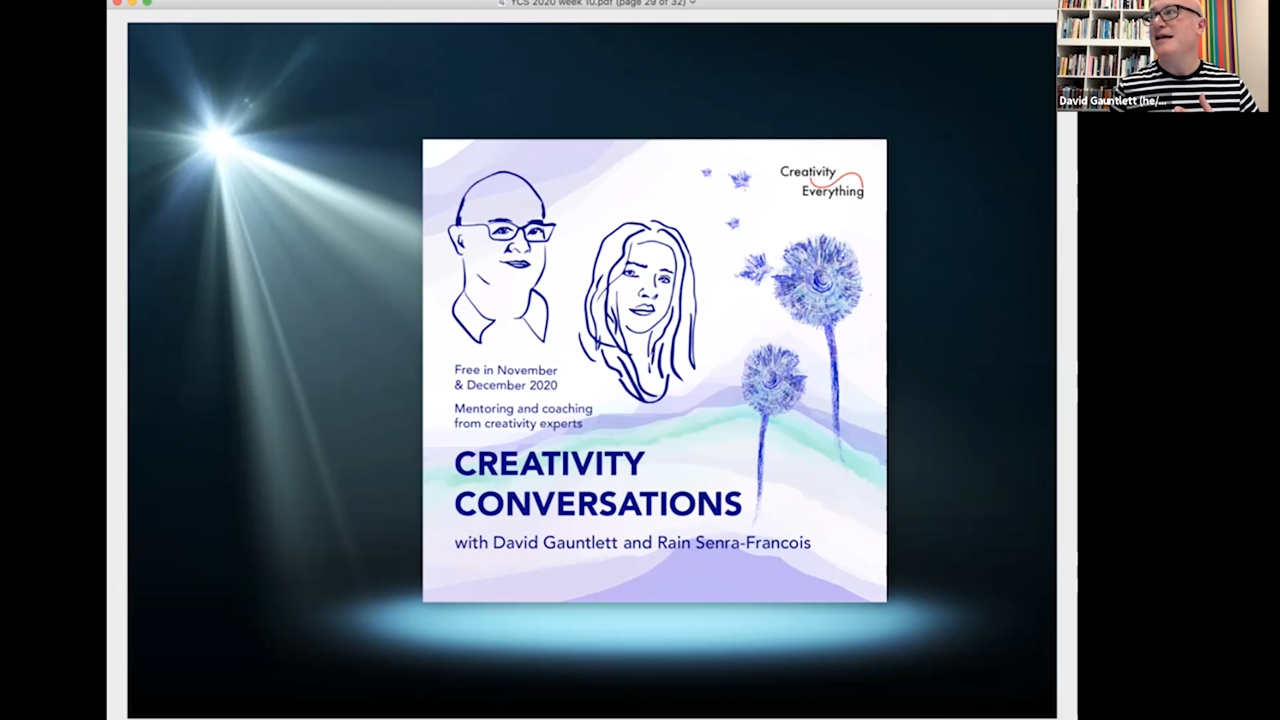 YCS 2020 week 10.pdf (page 29 of 32)
David Gauntlett (he/...
Creativity
Everything
Free in November
& December 2020
Mentoring and coaching
from creativity experts
CREATIVITY
CONVERSATIONS
with David Gauntlett and Rain Senra-Francois